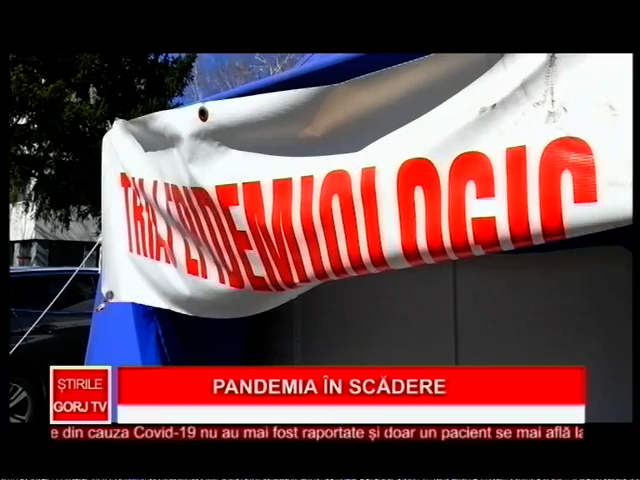 TRIAJ EPIDEMIOLOGIC
ȘTIRILE
GORJ TV
PANDEMIA ÎN SCĂDERE
e din cauza Covid-19 nu au mai fost raportate și doar un pacient se mai află la